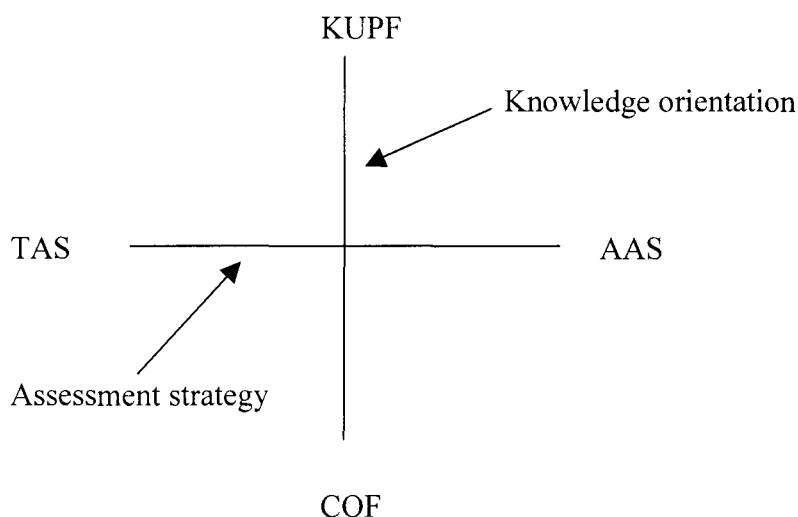 KUPF
Knowledge orientation
TAS
AAS
Assessment strategy
COF